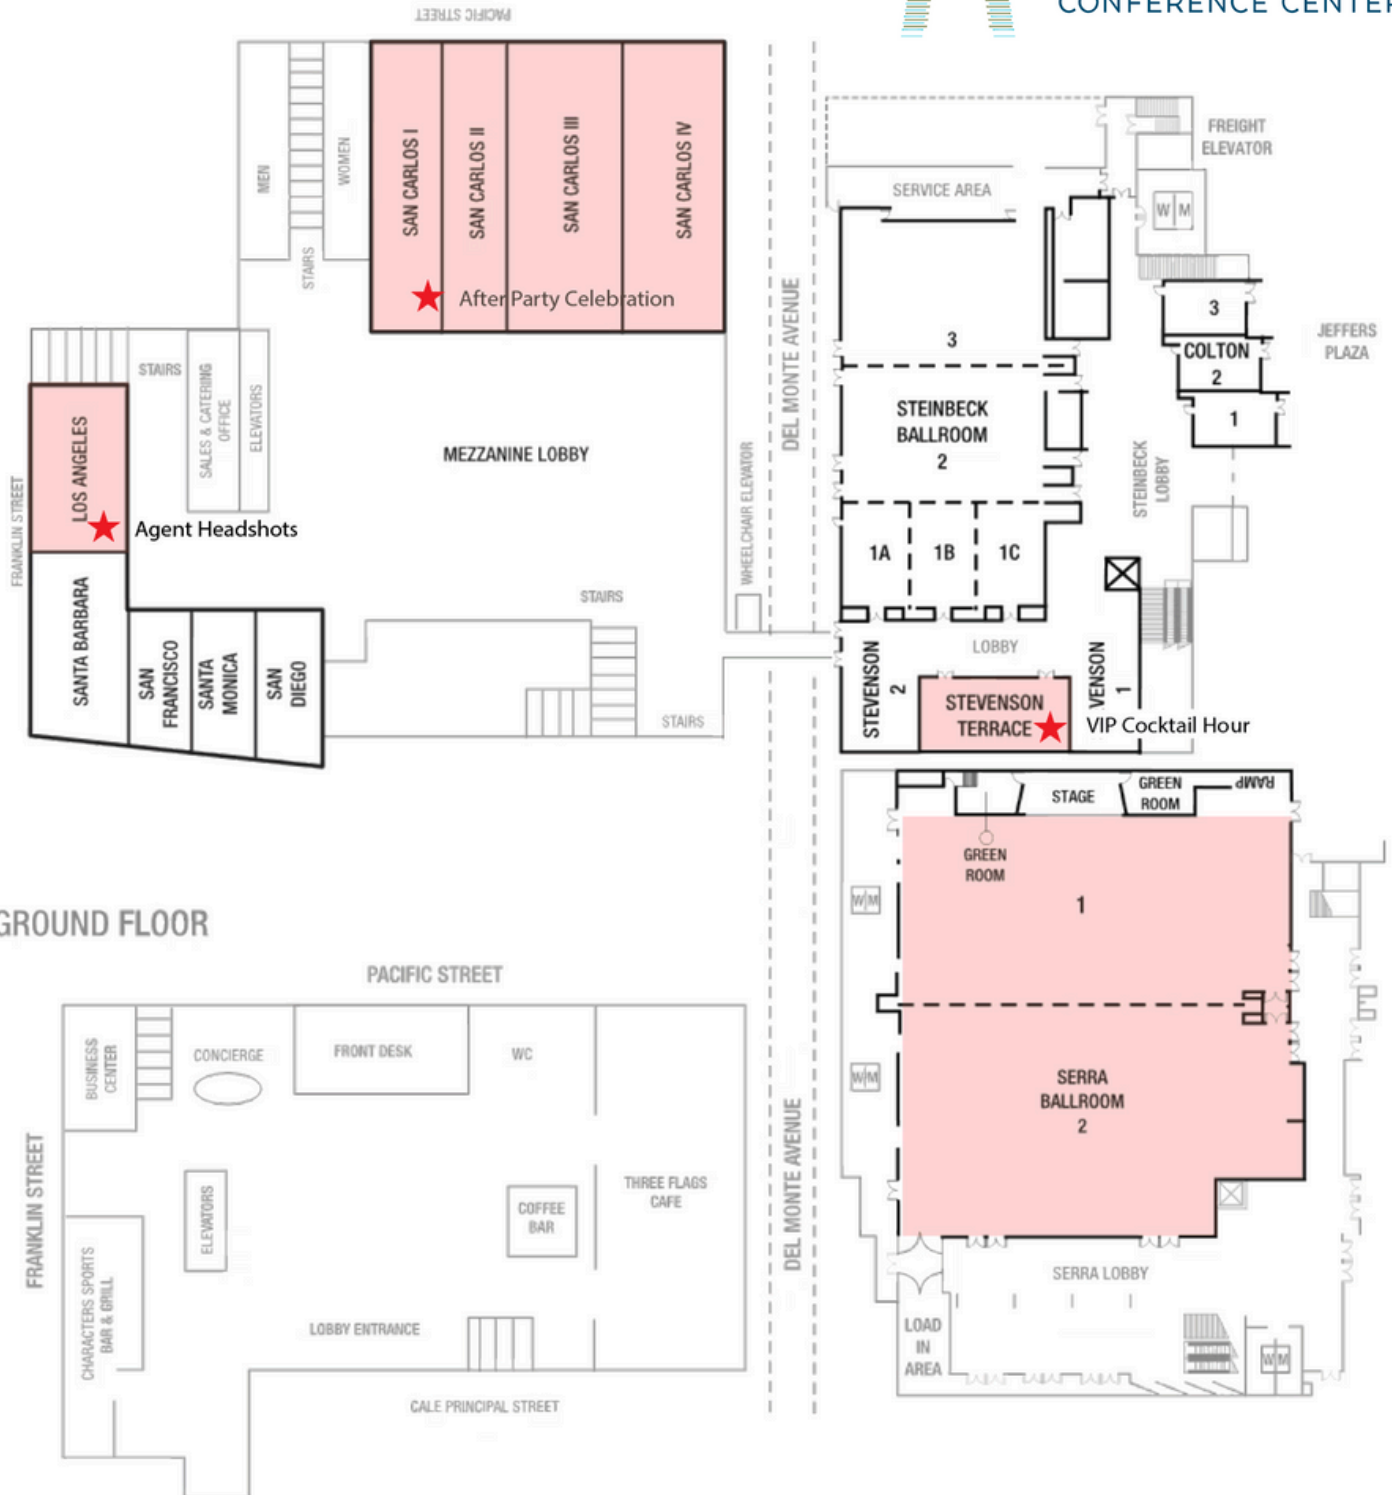 CONFERENCE CENTER
PACIFIC STREET
MEN
STAIRS
WOMEN
SAN CARLOS I
SAN CARLOS II
SAN CARLOS III
SAN CARLOS IV
After Party Celebration
STAIRS
SALES & CATERING
OFFICE
ELEVATORS
FRANKLIN STREET
LOS ANGELES
Agent Headshots
MEZZANINE LOBBY
SANTA BARBARA
SAN
FRANCISCO
SANTA
MONICA
SAN
DIEGO
STAIRS
STAIRS
WHEELCHAIR ELEVATOR
DEL MONTE AVENUE
FREIGHT
ELEVATOR
SERVICE AREA
W M
3
COLTON
2
1
JEFFERS
PLAZA
3
STEINBECK
BALLROOM
2
STEINBECK
LOBBY
1A
1B
1C
LOBBY
STEVENSON
2
STEVENSON
TERRACE
VENSON
1
VIP Cocktail Hour
STAGE
GREEN
ROOM
RAMP
GREEN
ROOM
W M
1
W M
SERRA
BALLROOM
2
SERRA LOBBY
LOAD
IN
AREA
W M
DEL MONTE AVENUE
GROUND FLOOR
PACIFIC STREET
BUSINESS
CENTER
CONCIERGE
FRONT DESK
WC
FRANKLIN STREET
ELEVATORS
COFFEE
BAR
THREE FLAGS
CAFE
CHARACTERS SPORTS
BAR & GRILL
LOBBY ENTRANCE
CALE PRINCIPAL STREET